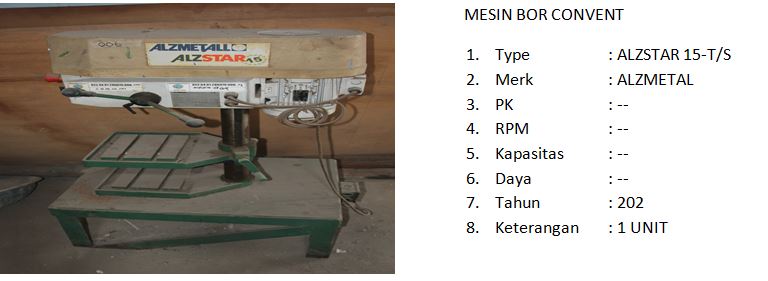 MESIN BOR CONVENT
1. Type : ALZSTAR 15-T/S
2. Merk : ALZMETAL
3. PK : --
4. RPM : --
5. Kapasitas : --
6. Daya : --
7. Tahun : 202
8. Keterangan : 1 UNIT
006
ALZMETALL
ALZSTAR 15